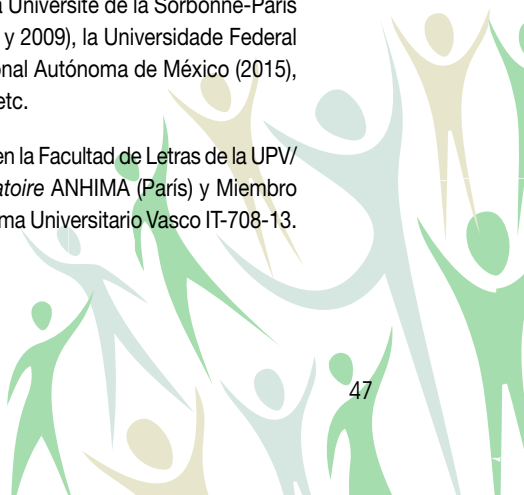 a Université de la Sorbonne-París
y 2009), la Universidade Federal
onal Autónoma de México (2015),
etc.
en la Facultad de Letras de la UPV/
atoire ANHIMA (París) y Miembro
ma Universitario Vasco IT-708-13.
47